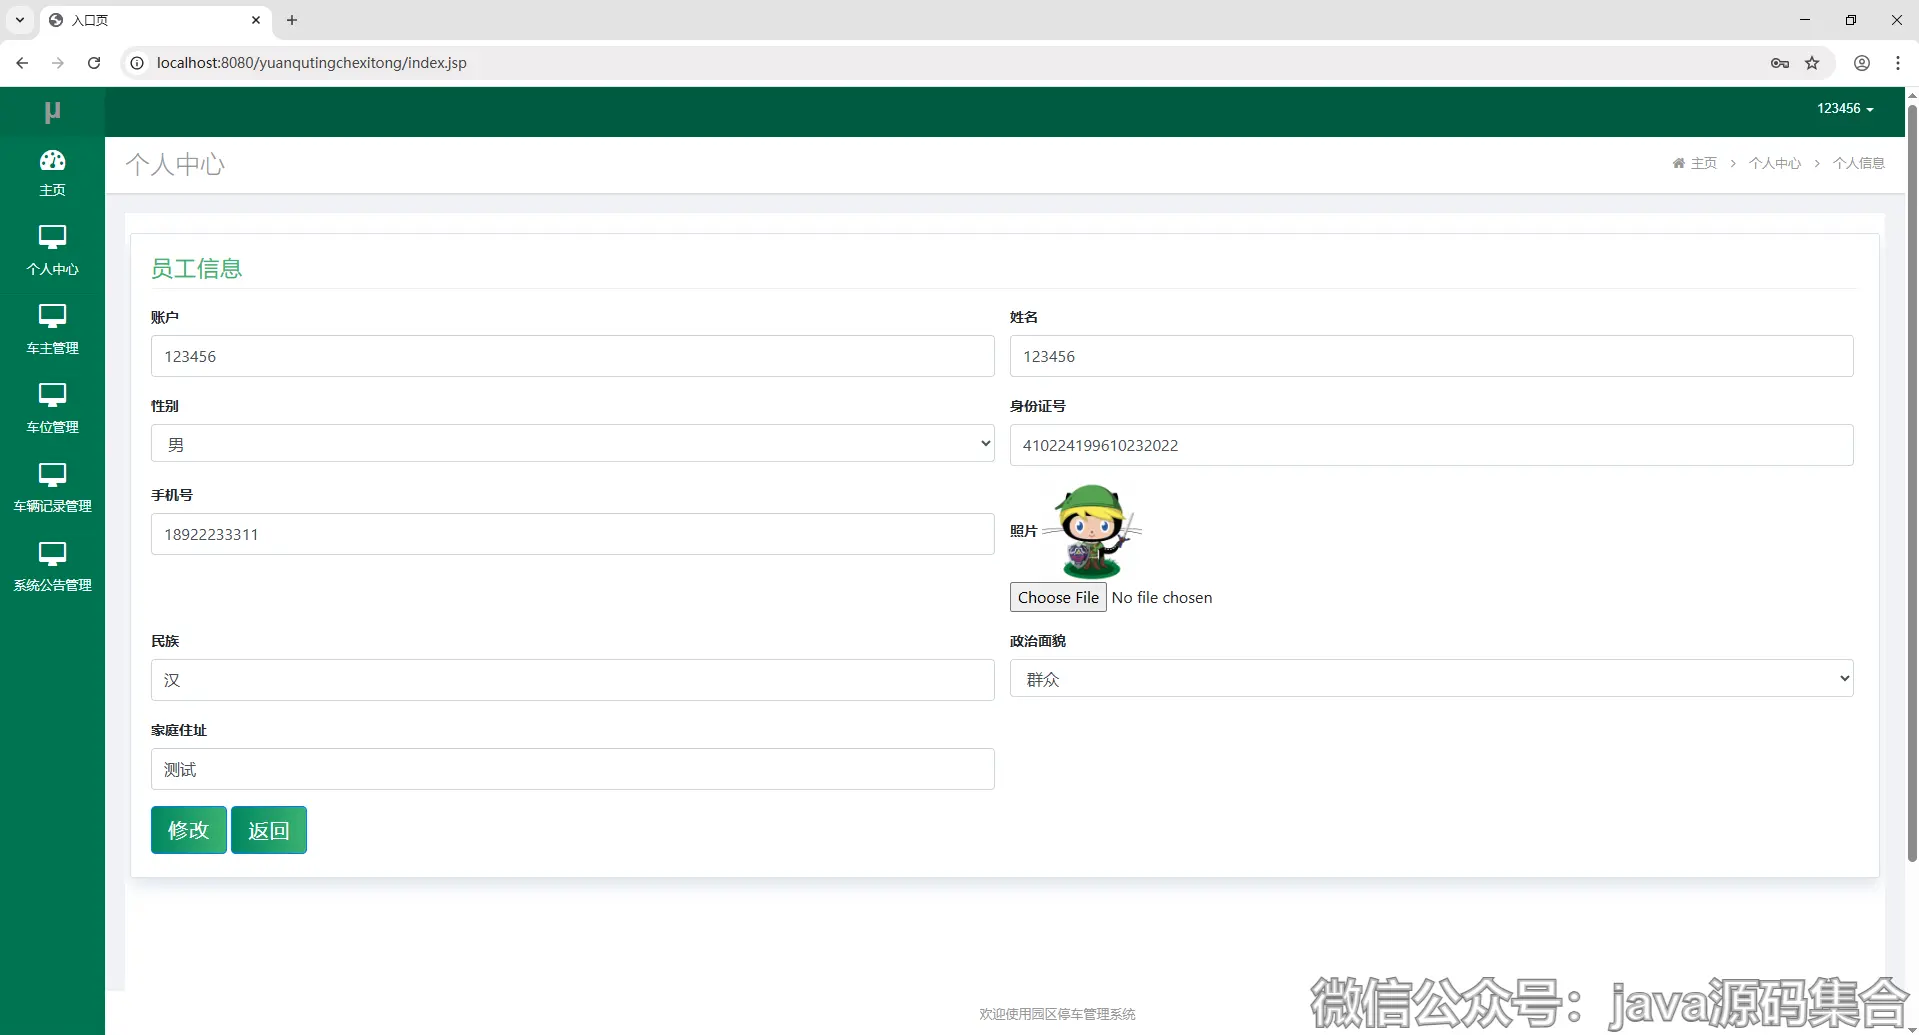 入口页
localhost:8080/yuanqutingchexitong/index.jsp
μ
123456
主页
个人中心
车主管理
车位管理
车辆记录管理
系统公告管理
个人中心
主页 > 个人中心 > 个人信息
员工信息
账户
123456
姓名
123456
性别
男
身份证号
410224199610232022
手机号
18922233311
照片
Choose File No file chosen
民族
汉
政治面貌
群众
家庭住址
测试
修改 返回
欢迎使用园区停车管理系统
微信公众号：java源码集合